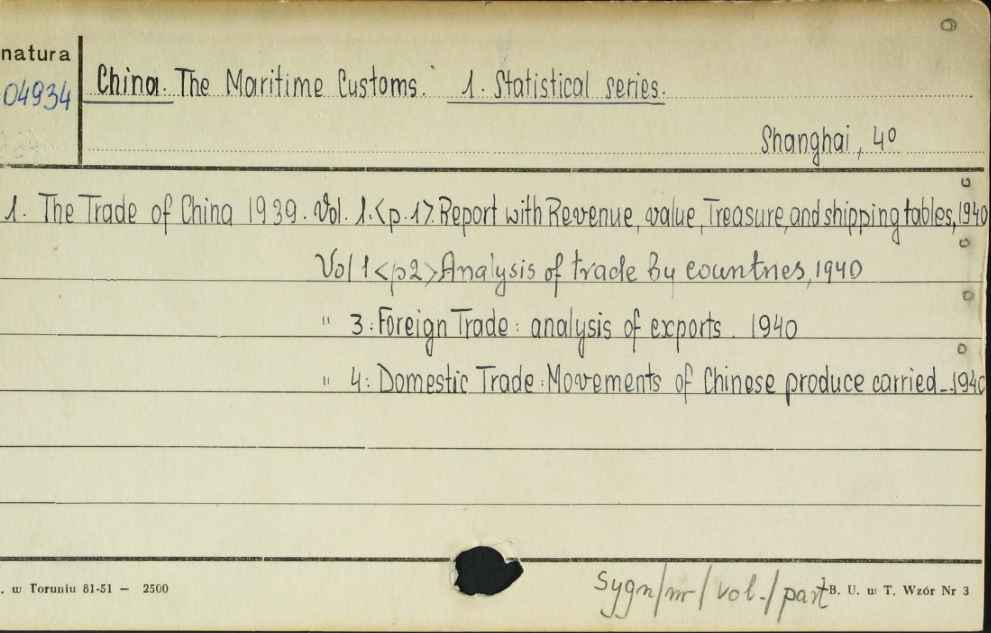 natura
04934
China. The Maritime Customs. 1. Statistical series.
Shanghai, 4º
1. The Trade of China 1939. Vol. 1.<p.1>. Report with Revenue, value, Treasure, and shipping tables, 1940
Vol 1 <p2> Analysis of trade by countries, 1940
" 3: Foreign Trade: analysis of exports. 1940
" 4: Domestic Trade: Movements of Chinese produce carried_1940
. w Toruniu 81-51 — 2500
sygn/nr/vol./part
B. U. w T. Wzór Nr 3